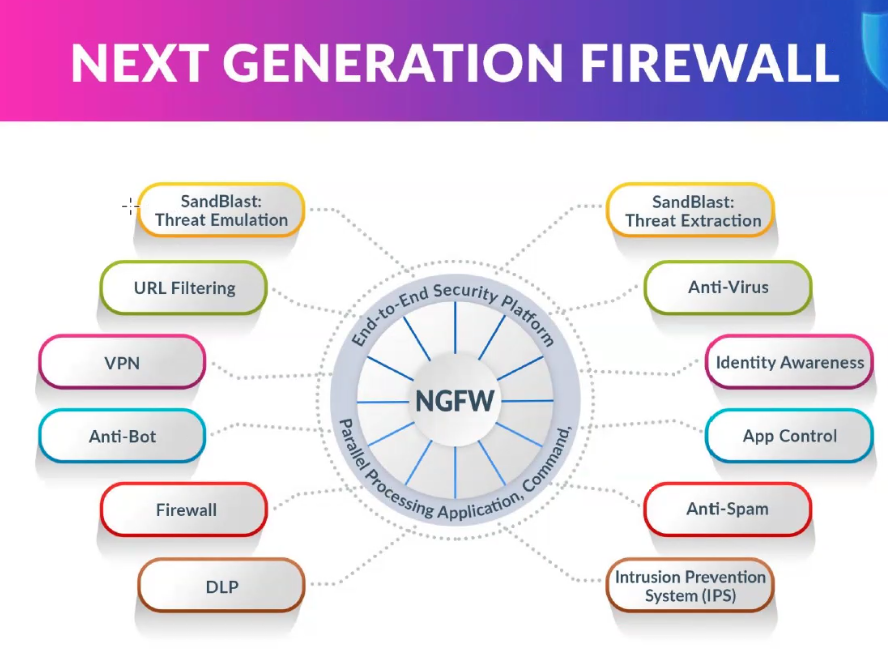 NEXT GENERATION FIREWALL
SandBlast:
Threat Emulation
SandBlast:
Threat Extraction
URL Filtering
Anti-Virus
VPN
Identity Awareness
Anti-Bot
App Control
Firewall
Anti-Spam
DLP
Intrusion Prevention
System (IPS)
End-to-End Security Platform
NGFW
Parallel Processing Application, Command,